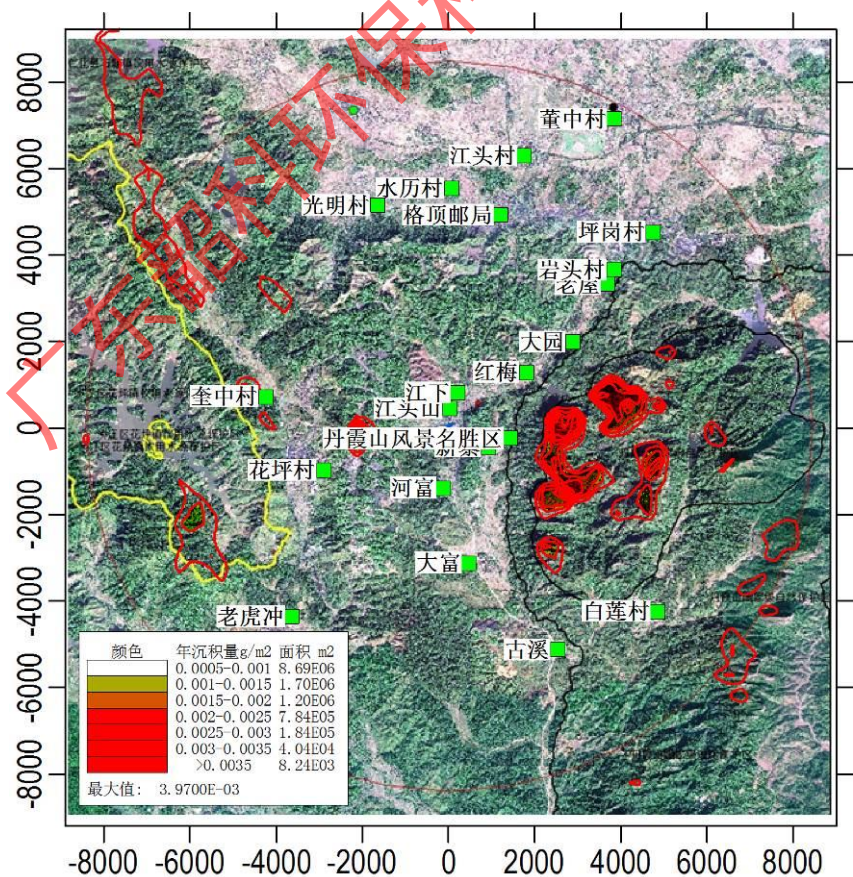 广东韶科环保科
8000
6000
4000
2000
0
-2000
-4000
-6000
-8000
董中村
江头村
水历村
光明村
格顶邮局
坪岗村
岩头村
老屋
大园
红梅
江下
奎中村
江头山
丹霞山风景名胜区
花坪村
河富
大富
老虎冲
白莲村
古溪
颜色 年沉积量g/m2 面积 m2
0.0005-0.001 8.69E06
0.001-0.0015 1.70E06
0.0015-0.002 1.20E06
0.002-0.0025 7.84E05
0.0025-0.003 1.84E05
0.003-0.0035 4.04E04
>0.0035 8.24E03
最大值: 3.9700E-03
-8000 -6000 -4000 -2000 0 2000 4000 6000 8000